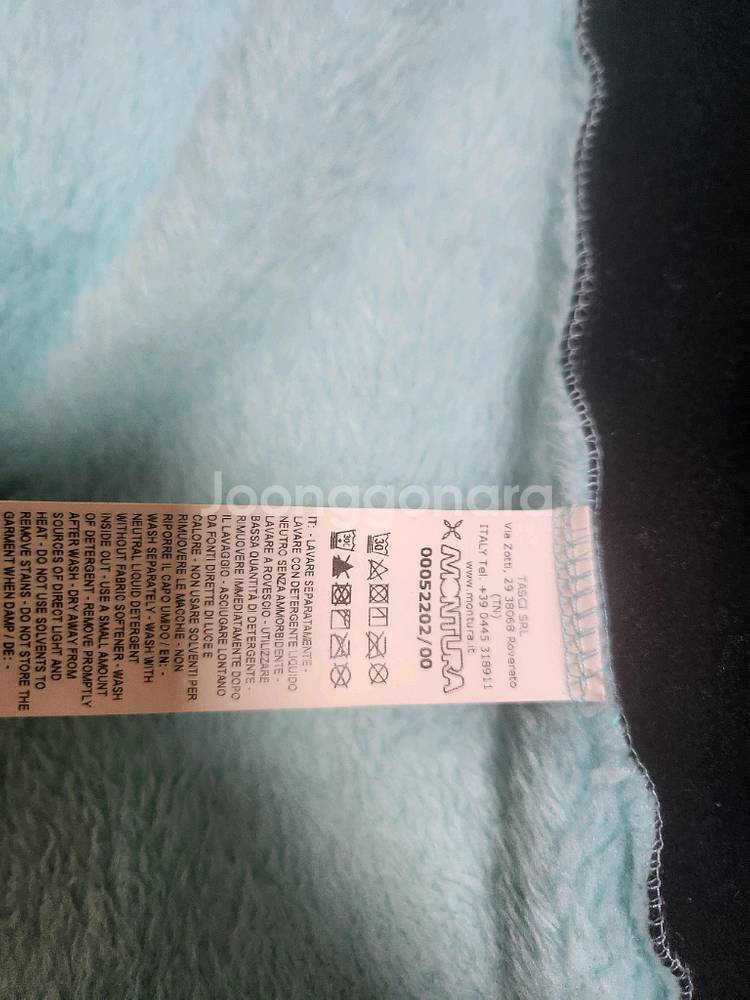 Joonggonara
TASCI SRL
Via Zotti, 29 38068 Rovereto
(TN)
ITALY Tel. +39 0445 318911
www.montura.it
MONTURA
00052202/00
30
30
IT: - LAVARE SEPARATAMENTE -
LAVARE CON DETERGENTE LIQUIDO
NEUTRO SENZA AMMORBIDENTE -
LAVARE A ROVESCIO - UTILIZZARE
BASSA QUANTITÀ DI DETERGENTE -
RIMUOVERE IMMEDIATAMENTE DOPO
IL LAVAGGIO - ASCIUGARE LONTANO
DA FONTI DIRETTE DI LUCE E
CALORE - NON USARE SOLVENTI PER
RIMUOVERE LE MACCHIE - NON
RIPORRE IL CAPO UMIDO / EN: -
WASH SEPARATELY - WASH WITH
NEUTRAL LIQUID DETERGENT
WITHOUT FABRIC SOFTENER - WASH
INSIDE OUT - USE A SMALL AMOUNT
OF DETERGENT - REMOVE PROMPTLY
AFTER WASH - DRY AWAY FROM
SOURCES OF DIRECT LIGHT AND
HEAT - DO NOT USE SOLVENTS TO
REMOVE STAINS - DO NOT STORE THE
GARMENT WHEN DAMP / DE: -